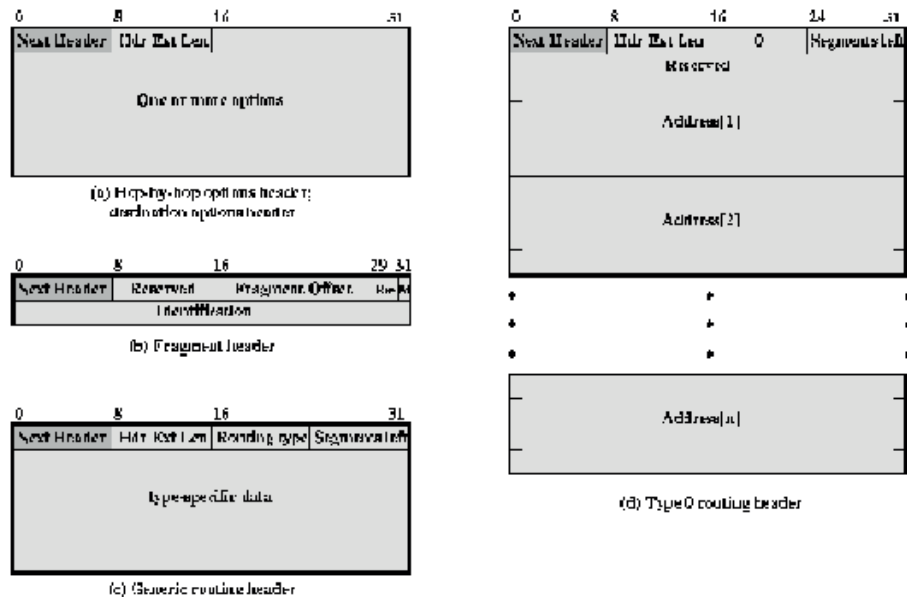 0 8 16 31
Next Header Hdr Ext Len
One or more options
(a) Hop-by-hop options header;
destination options header
0 8 16 29 31
Next Header Reserved Fragment Offset Res M
Identification
(b) Fragment header
0 8 16 31
Next Header Hdr Ext Len Routing type Segments left
type-specific data
(c) Generic routing header
0 8 16 24 31
Next Header Hdr Ext Len 0 Segments left
Reserved
Address[1]
Address[2]
Address[n]
(d) Type 0 routing header